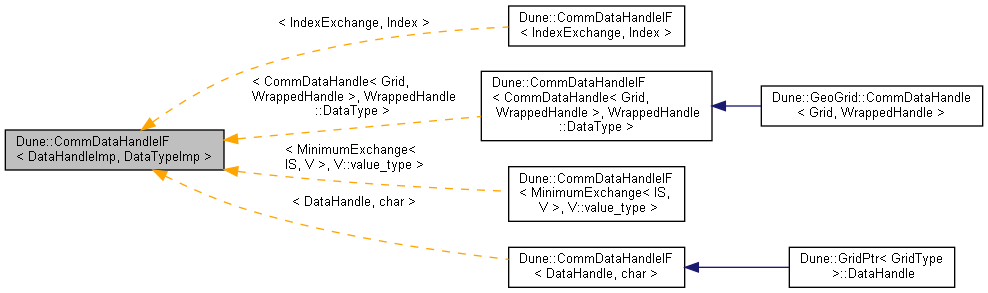 < IndexExchange, Index >
Dune::CommDataHandleIF
< IndexExchange, Index >
< CommDataHandle< Grid,
WrappedHandle >, WrappedHandle
::DataType >
Dune::CommDataHandleIF
< CommDataHandle< Grid,
WrappedHandle >, WrappedHandle
::DataType >
Dune::GeoGrid::CommDataHandle
< Grid, WrappedHandle >
Dune::CommDataHandleIF
< DataHandleImp, DataTypeImp >
< MinimumExchange<
IS, V >, V::value_type >
Dune::CommDataHandleIF
< MinimumExchange< IS,
V >, V::value_type >
< DataHandle, char >
Dune::CommDataHandleIF
< DataHandle, char >
Dune::GridPtr< GridType
>::DataHandle